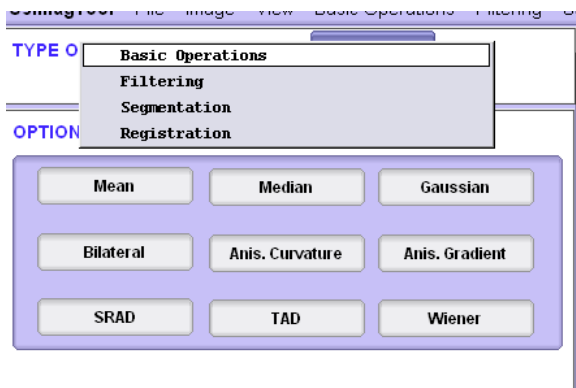 UsimagTool File Image View Basic Operations Filtering
TYPE O
Basic Operations
Filtering
Segmentation
Registration
OPTION
Mean Median Gaussian
Bilateral Anis. Curvature Anis. Gradient
SRAD TAD Wiener